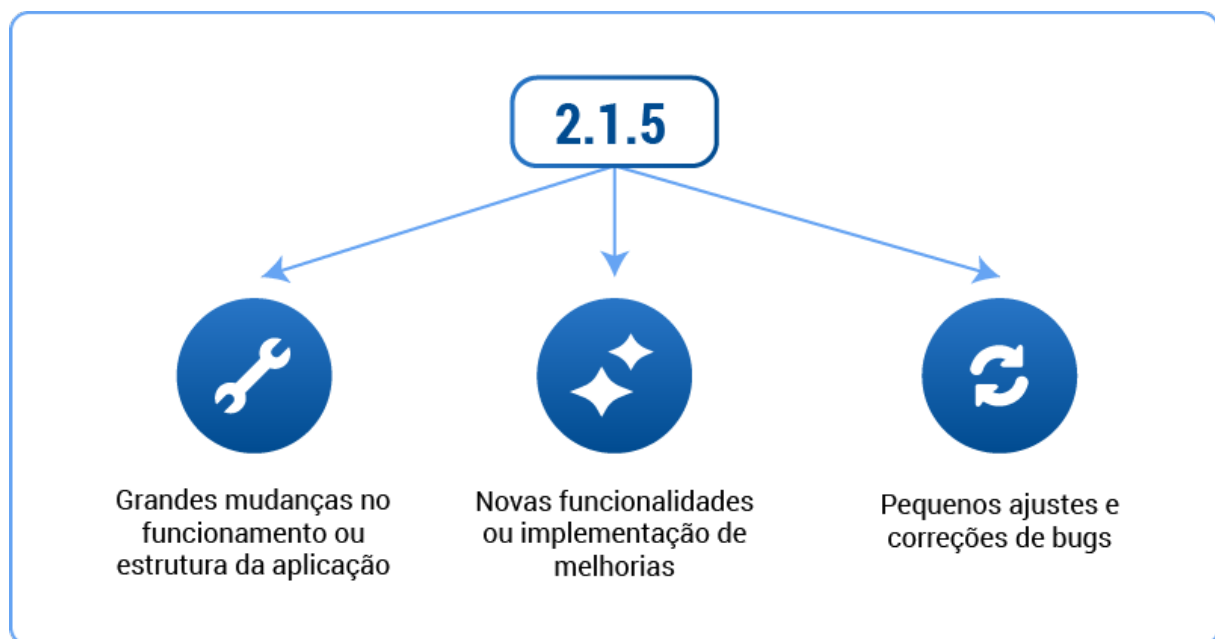 2.1.5
Grandes mudanças no
funcionamento ou
estrutura da aplicação
Novas funcionalidades
ou implementação de
melhorias
Pequenos ajustes e
correções de bugs